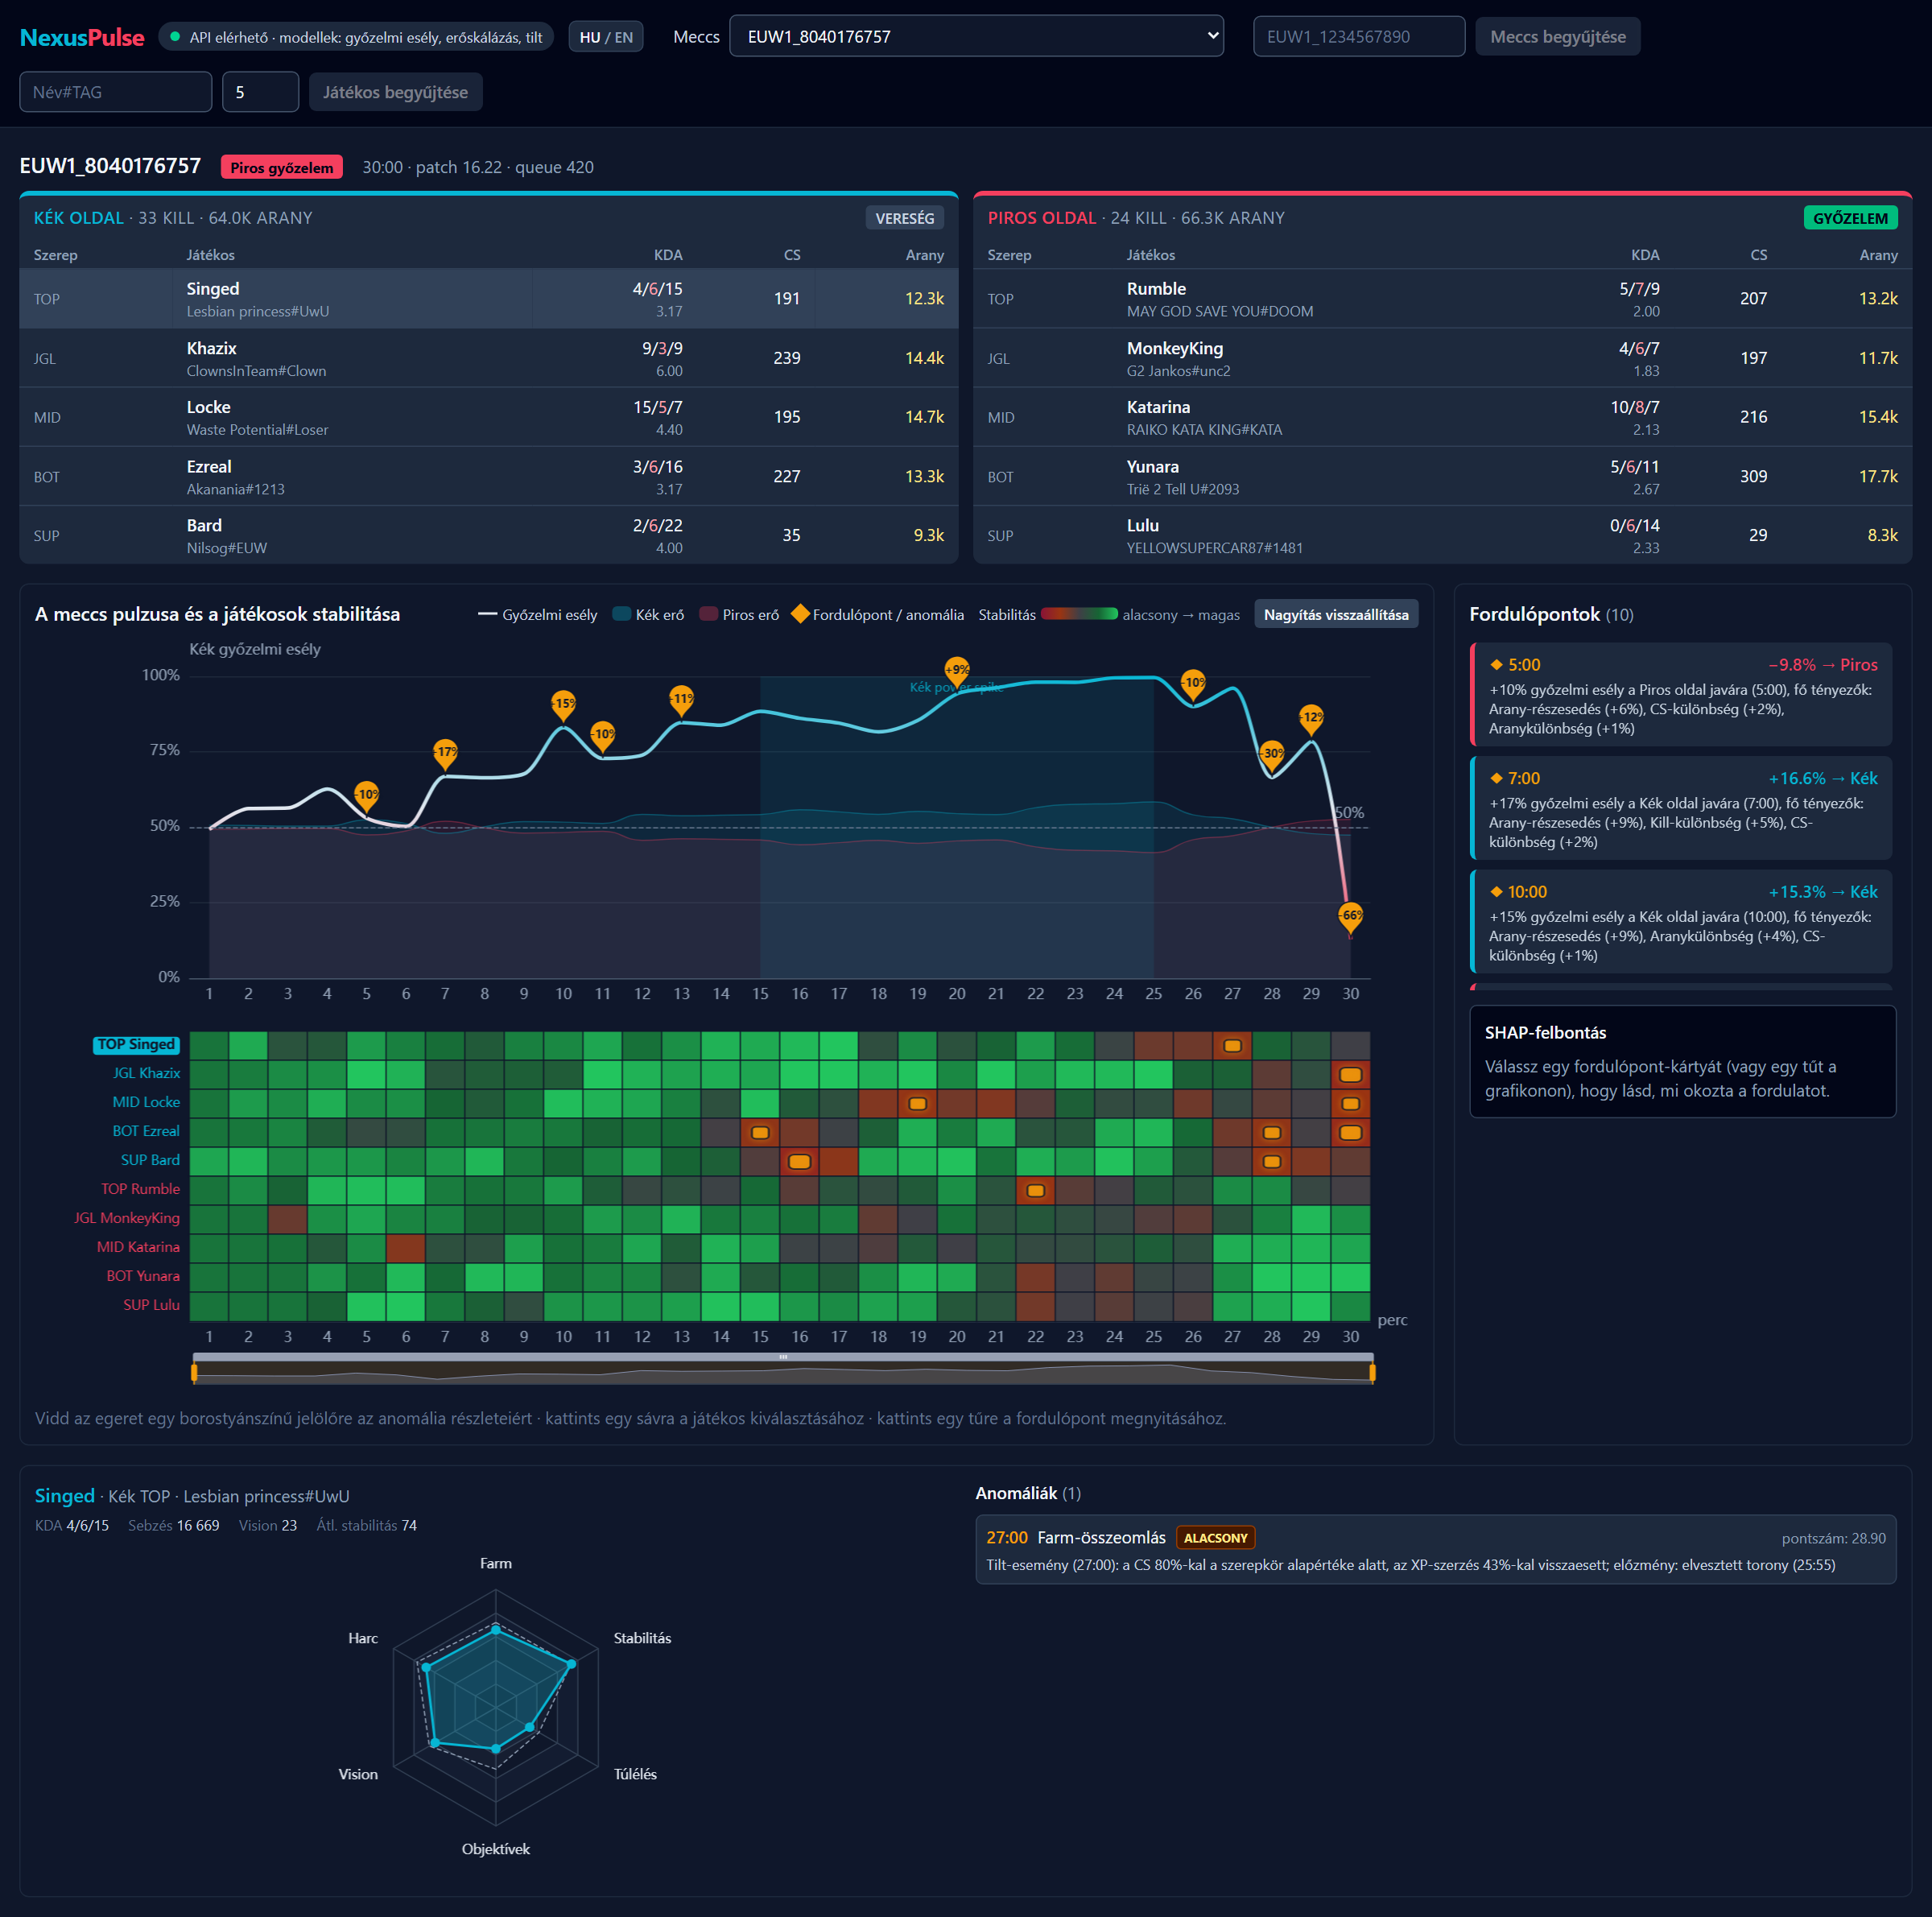 NexusPulse API elérhető · modellek: győzelmi esély, erőskálázás, tilt HU / EN Meccs EUW1_8040176757 EUW1_1234567890 Meccs begyűjtése
Név#TAG 5 Játékos begyűjtése
EUW1_8040176757 Piros győzelem 30:00 · patch 16.22 · queue 420
KÉK OLDAL · 33 KILL · 64.0K ARANY VERESÉG
Szerep Játékos KDA CS Arany
TOP Singed 4/6/15 191 12.3k
Lesbian princess#UwU 3.17
JGL Khazix 9/3/9 239 14.4k
ClownsInTeam#Clown 6.00
MID Locke 15/5/7 195 14.7k
Waste Potential#Loser 4.40
BOT Ezreal 3/6/16 227 13.3k
Akanania#1213 3.17
SUP Bard 2/6/22 35 9.3k
Nilsog#EUW 4.00
PIROS OLDAL · 24 KILL · 66.3K ARANY GYŐZELEM
Szerep Játékos KDA CS Arany
TOP Rumble 5/7/9 207 13.2k
MAY GOD SAVE YOU#DOOM 2.00
JGL MonkeyKing 4/6/7 197 11.7k
G2 Jankos#unc2 1.83
MID Katarina 10/8/7 216 15.4k
RAIKO KATA KING#KATA 2.13
BOT Yunara 5/6/11 309 17.7k
Trië 2 Tell U#2093 2.67
SUP Lulu 0/6/14 29 8.3k
YELLOWSUPERCAR87#1481 2.33
A meccs pulzusa és a játékosok stabilitása Győzelmi esély Kék erő Piros erő Fordulópont / anomália Stabilitás alacsony → magas Nagyítás visszaállítása
Kék győzelmi esély
100%
75%
50%
25%
0%
-10%
+17%
+15%
-10%
+11%
+9%
Kék power spike
-10%
-30%
+12%
-66%
50%
1 2 3 4 5 6 7 8 9 10 11 12 13 14 15 16 17 18 19 20 21 22 23 24 25 26 27 28 29 30
TOP Singed
JGL Khazix
MID Locke
BOT Ezreal
SUP Bard
TOP Rumble
JGL MonkeyKing
MID Katarina
BOT Yunara
SUP Lulu
perc
1 2 3 4 5 6 7 8 9 10 11 12 13 14 15 16 17 18 19 20 21 22 23 24 25 26 27 28 29 30
Vidd az egeret egy borostyánszínű jelölőre az anomália részleteiért · kattints egy sávra a játékos kiválasztásához · kattints egy tűre a fordulópont megnyitásához.
Fordulópontok (10)
5:00 −9.8% → Piros
+10% győzelmi esély a Piros oldal javára (5:00), fő tényezők:
Arany-részesedés (+6%), CS-különbség (+2%),
Aranykülönbség (+1%)
7:00 +16.6% → Kék
+17% győzelmi esély a Kék oldal javára (7:00), fő tényezők:
Arany-részesedés (+9%), Kill-különbség (+5%), CS-
különbség (+2%)
10:00 +15.3% → Kék
+15% győzelmi esély a Kék oldal javára (10:00), fő tényezők:
Arany-részesedés (+9%), Aranykülönbség (+4%), CS-
különbség (+1%)
SHAP-felbontás
Válassz egy fordulópont-kártyát (vagy egy tűt a
grafikonon), hogy lásd, mi okozta a fordulatot.
Singed · Kék TOP · Lesbian princess#UwU
KDA 4/6/15 Sebzés 16 669 Vision 23 Átl. stabilitás 74
Farm
Harc
Stabilitás
Vision
Túlélés
Objektívek
Anomáliák (1)
27:00 Farm-összeomlás ALACSONY pontszám: 28.90
Tilt-esemény (27:00): a CS 80%-kal a szerepkör alapértéke alatt, az XP-szerzés 43%-kal visszaesett; előzmény: elvesztett torony (25:55)